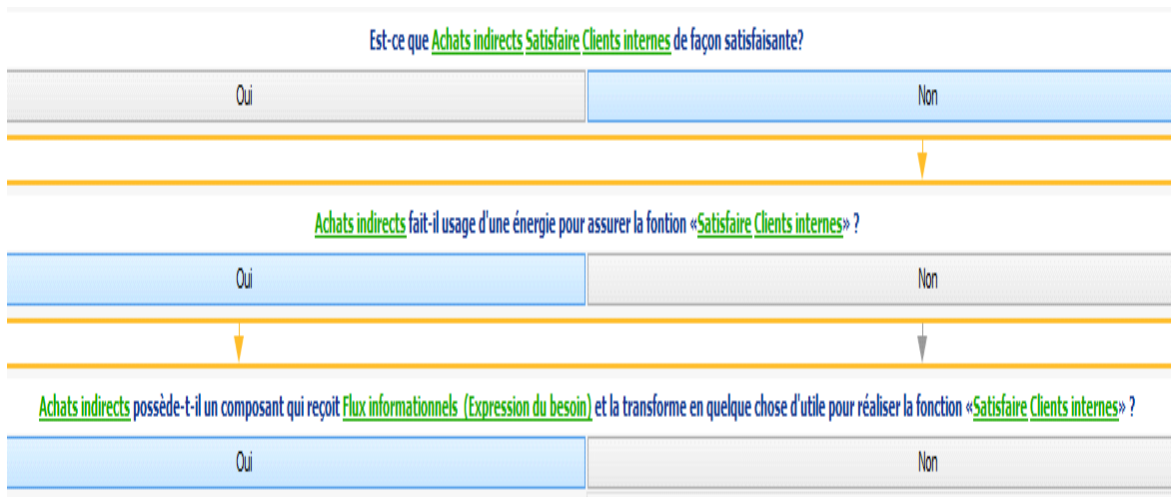 Est-ce que Achats indirects Satisfaire Clients internes de façon satisfaisante?
Oui Non
Achats indirects fait-il usage d'une énergie pour assurer la fontion «Satisfaire Clients internes» ?
Oui Non
Achats indirects possède-t-il un composant qui reçoit Flux informationnels (Expression du besoin) et la transforme en quelque chose d'utile pour réaliser la fonction «Satisfaire Clients internes» ?
Oui Non